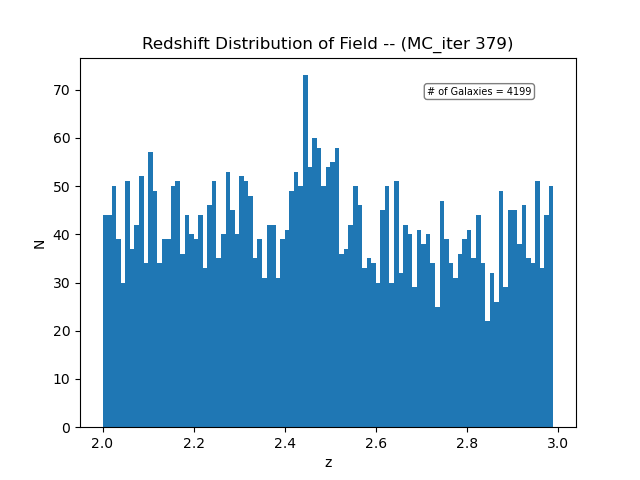 Redshift Distribution of Field -- (MC_iter 379)
# of Galaxies = 4199
70
60
50
40
30
20
10
0
N
2.0 2.2 2.4 2.6 2.8 3.0
z